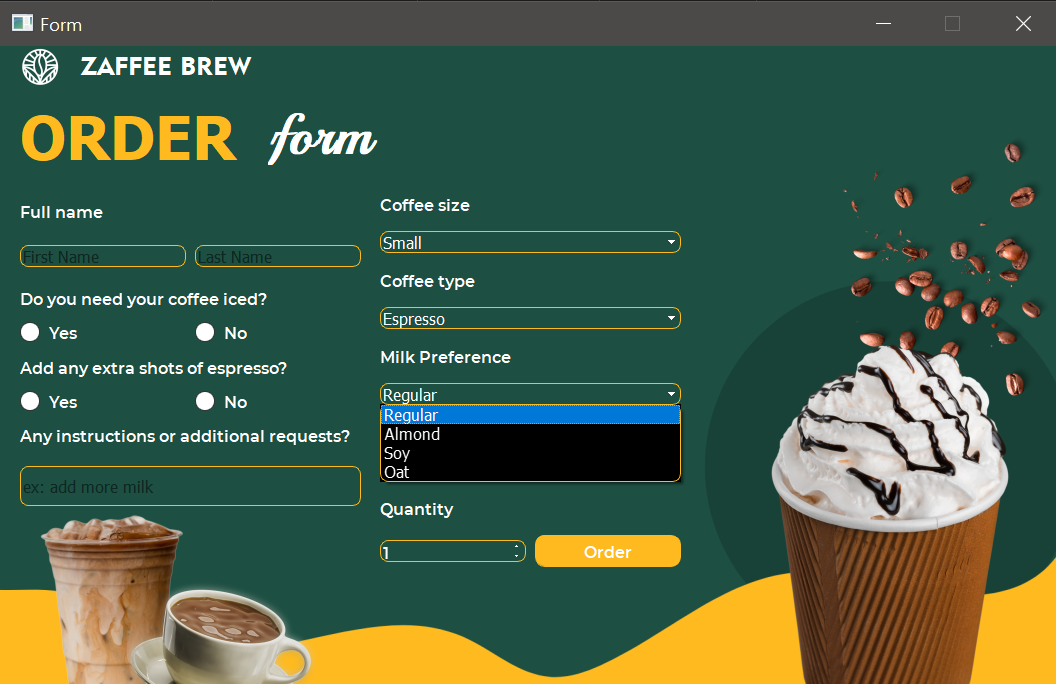 Form
ZAFFEE BREW
ORDER form
Full name
First Name
Last Name
Do you need your coffee iced?
Yes
No
Add any extra shots of espresso?
Yes
No
Any instructions or additional requests?
ex: add more milk
Coffee size
Small
Coffee type
Espresso
Milk Preference
Regular
Regular
Almond
Soy
Oat
Quantity
1
Order